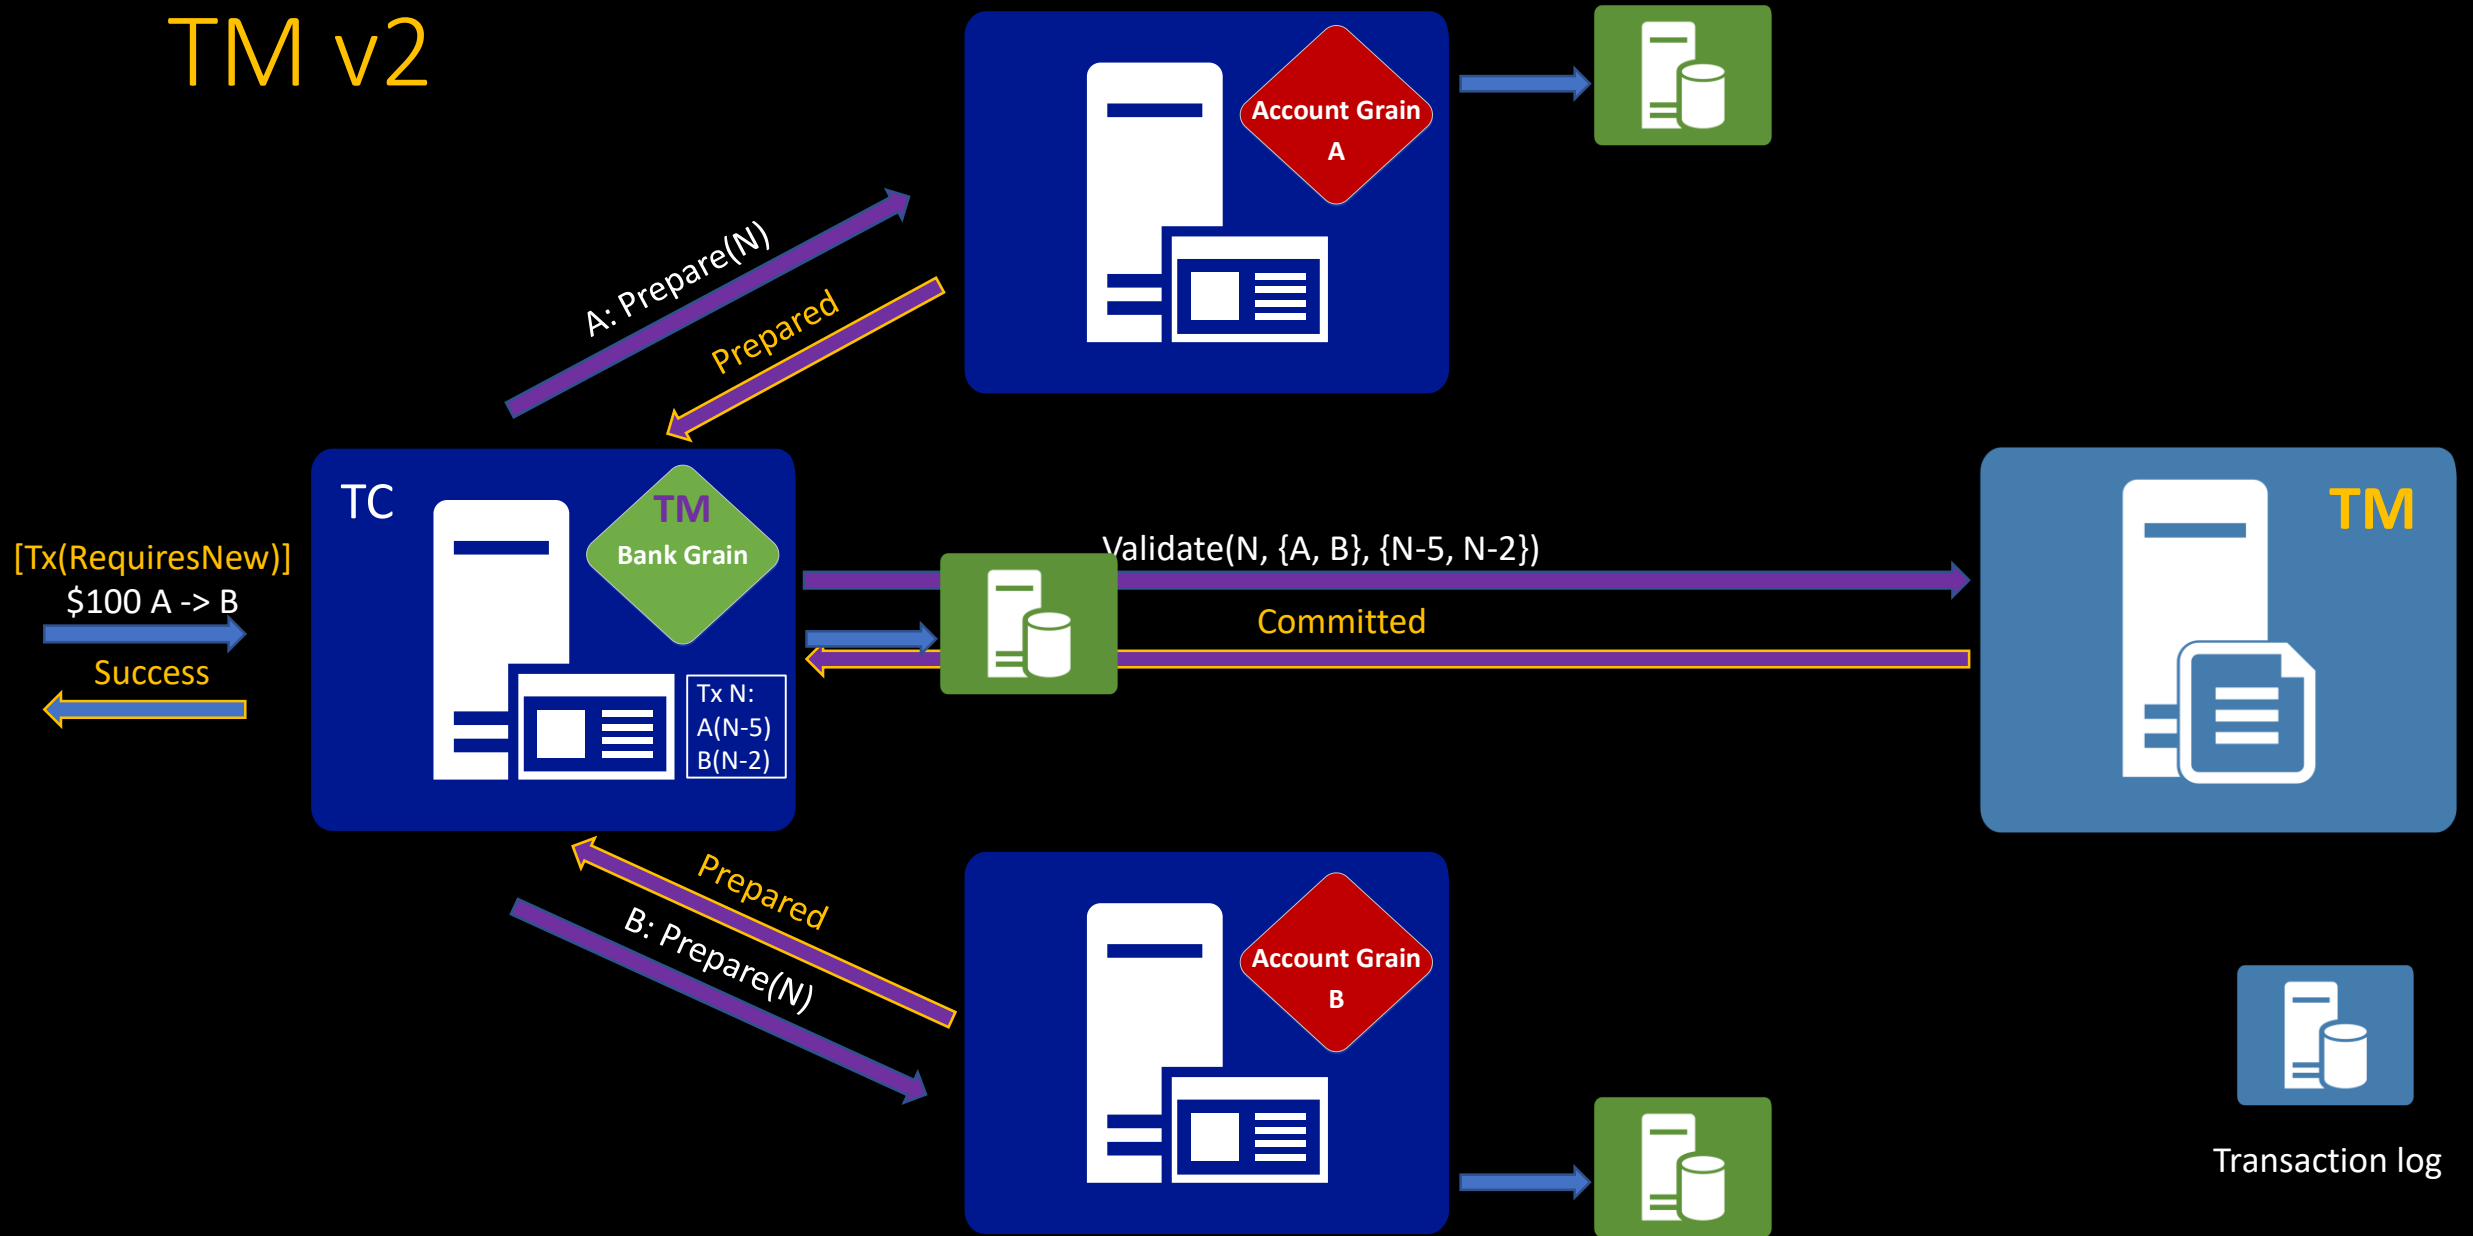 TM v2
Account Grain
A
A: Prepare(N)
Prepared
TC
TM
Bank Grain
TM
[Tx(RequiresNew)]
$100 A -> B
Success
Validate(N, {A, B}, {N-5, N-2})
Committed
Tx N:
A(N-5)
B(N-2)
Prepared
B: Prepare(N)
Account Grain
B
Transaction log